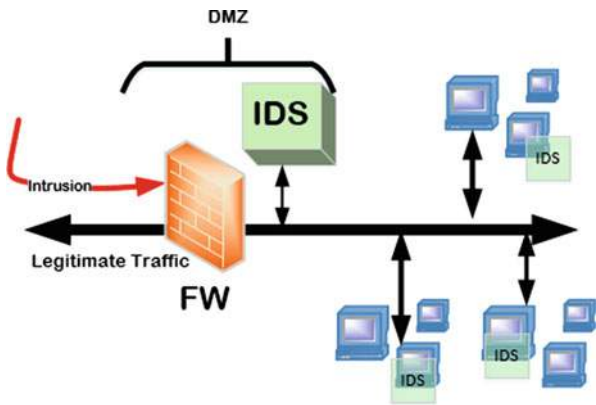 DMZ
IDS
IDS
Intrusion
Legitimate Traffic
FW
IDS
IDS